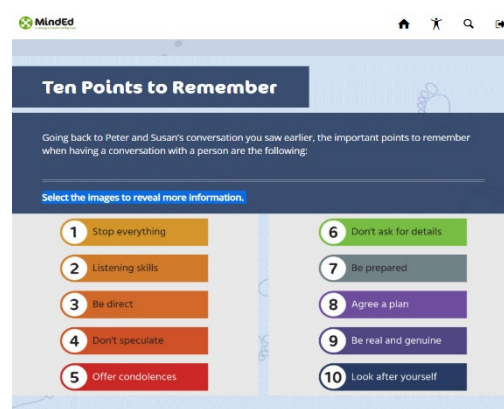 MindEd
Ten Points to Remember
Going back to Peter and Susan's conversation you saw earlier, the important points to remember
when having a conversation with a person are the following:
Select the images to reveal more information.
1 Stop everything
2 Listening skills
3 Be direct
4 Don't speculate
5 Offer condolences
6 Don't ask for details
7 Be prepared
8 Agree a plan
9 Be real and genuine
10 Look after yourself